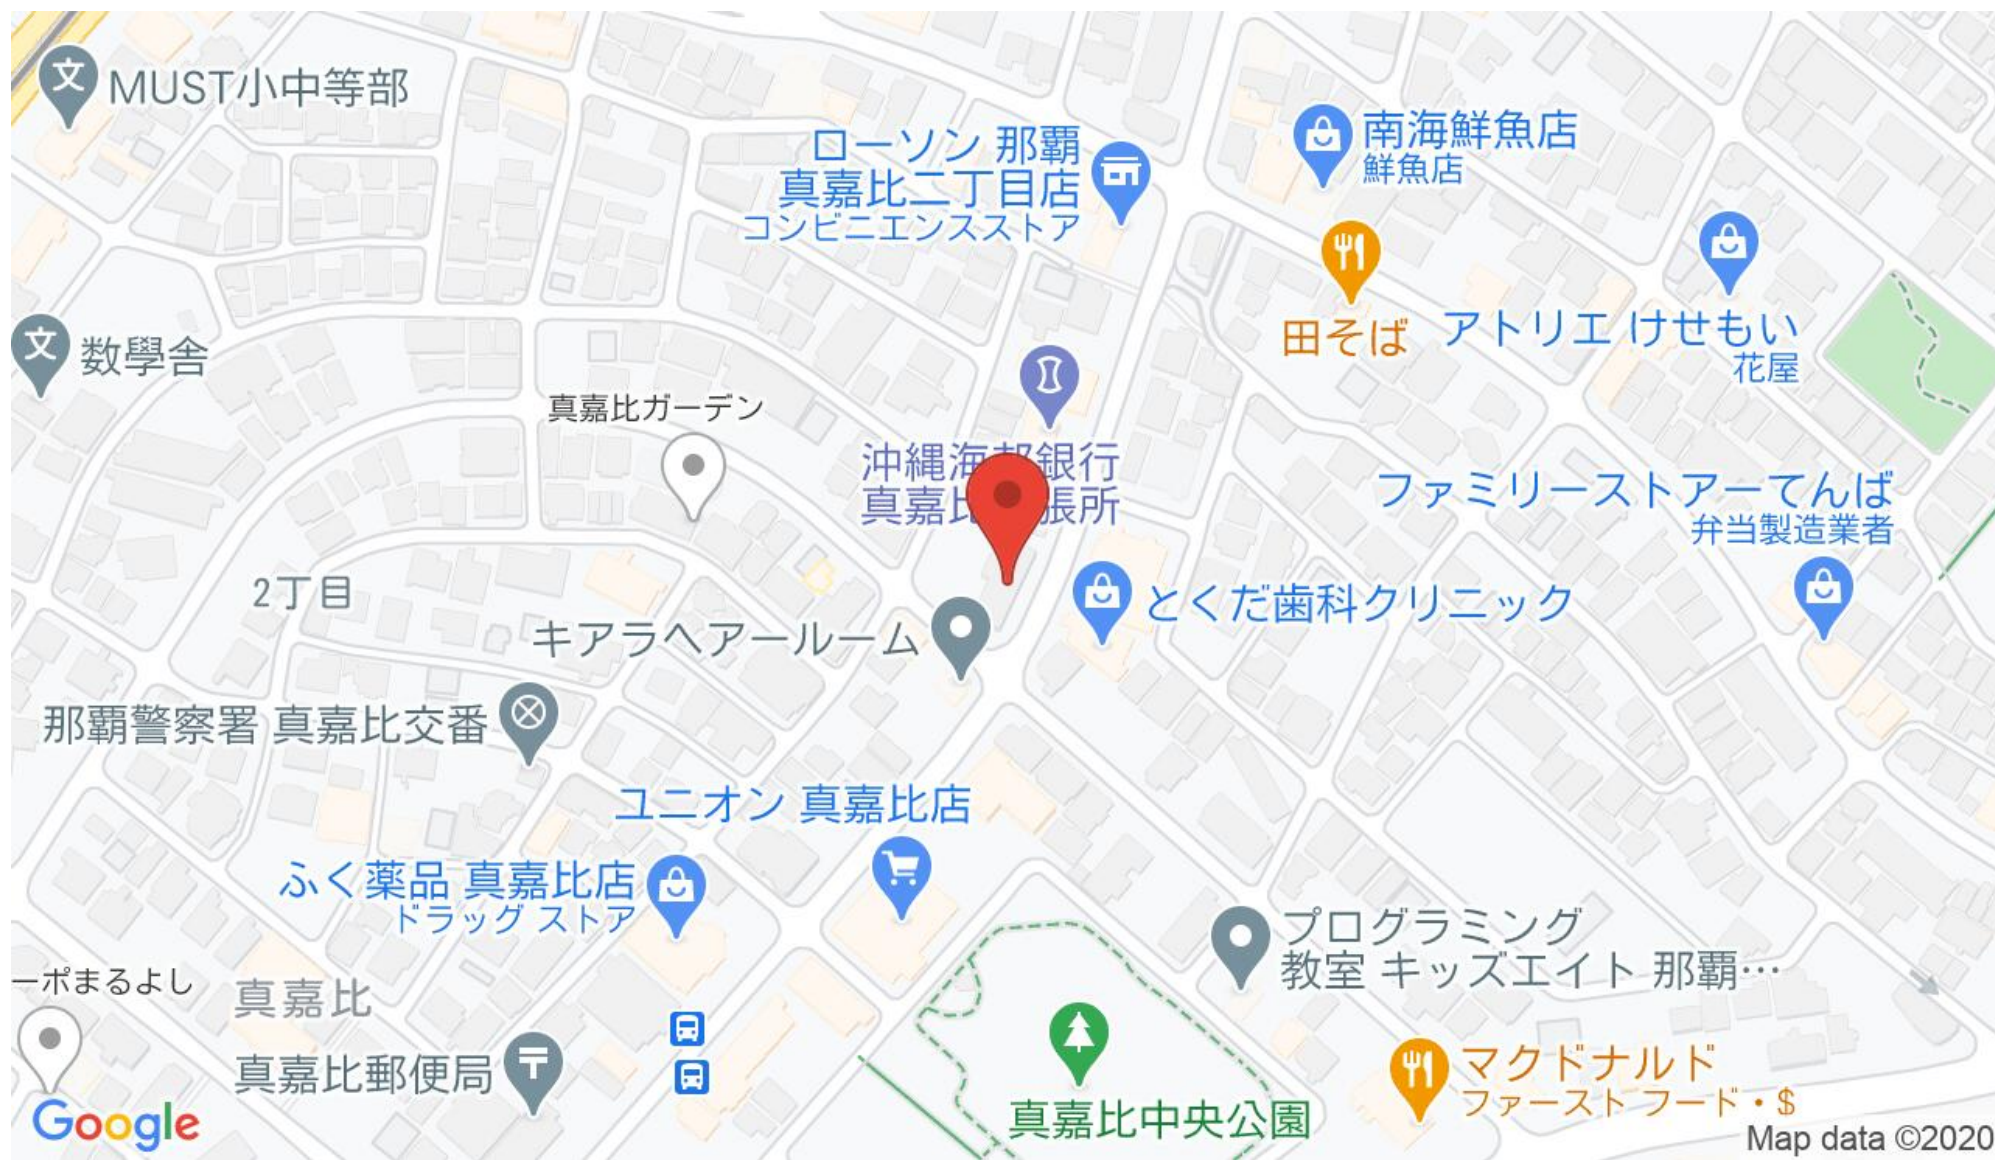 MUST小中等部
ローソン 那覇
真嘉比二丁目店
コンビニエンスストア
南海鮮魚店
鮮魚店
田そば
アトリエ けせもい
花屋
数學舎
真嘉比ガーデン
沖縄海邦銀行
真嘉比
張所
ファミリーストアーてんば
弁当製造業者
2丁目
とくだ歯科クリニック
キアラヘアールーム
那覇警察署 真嘉比交番
ユニオン 真嘉比店
ふく薬品 真嘉比店
ドラッグ ストア
プログラミング
教室 キッズエイト 那覇…
ーポまるよし
真嘉比
真嘉比郵便局
マクドナルド
ファースト フード・$
真嘉比中央公園
Google
Map data ©2020